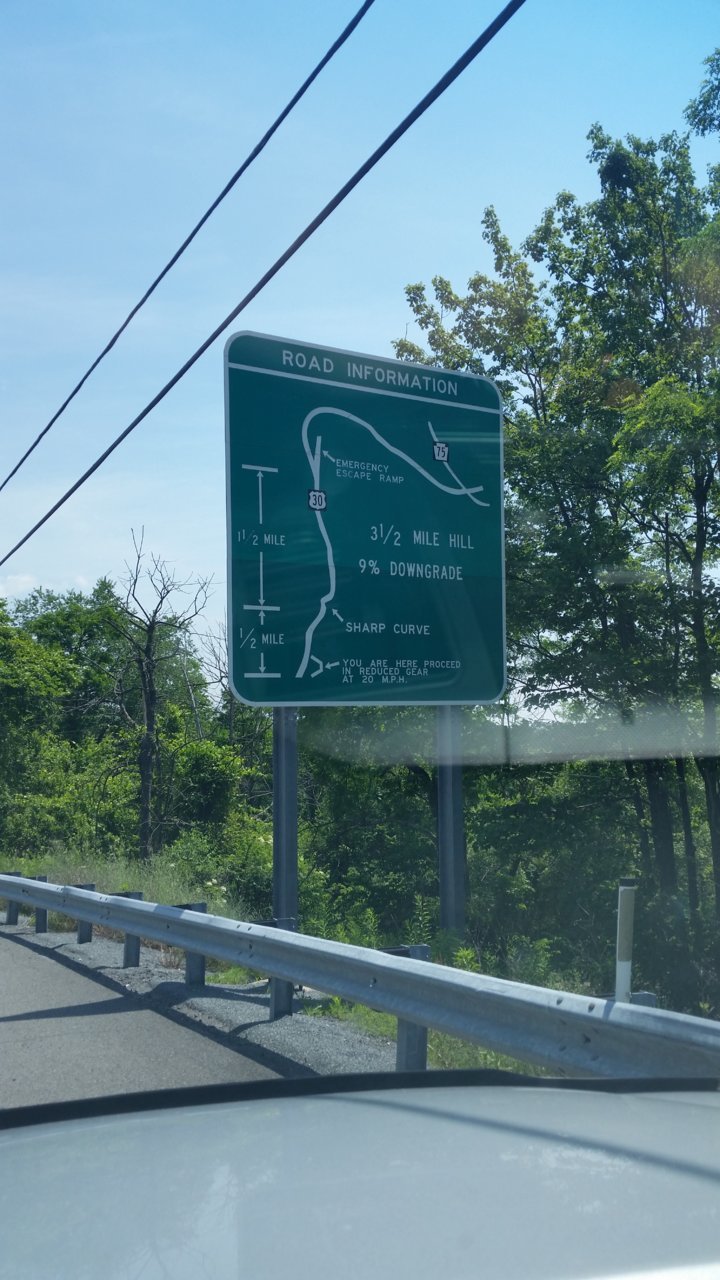 ROAD INFORMATION
75
EMERGENCY
ESCAPE RAMP
30
1 1/2 MILE
3 1/2 MILE HILL
9% DOWNGRADE
SHARP CURVE
1/2 MILE
YOU ARE HERE PROCEED
IN REDUCED GEAR
AT 20 M.P.H.